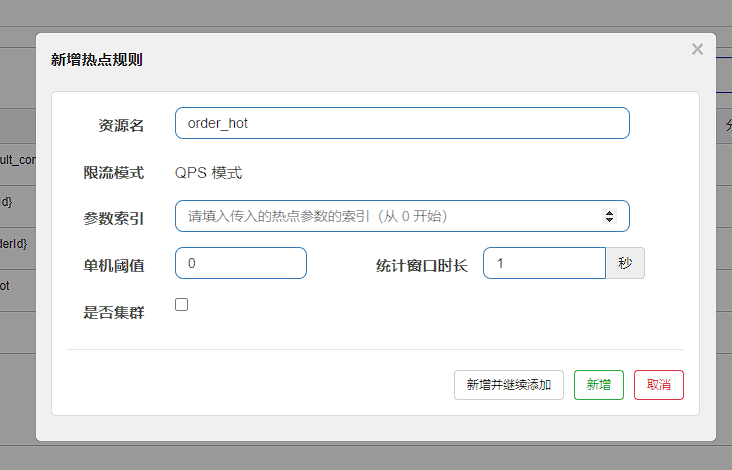 新增热点规则
×
分
资源名 order_hot
ult_con
限流模式 QPS 模式
d}
参数索引 请填入传入的热点参数的索引（从 0 开始）
derId}
单机阈值 0 统计窗口时长 1 秒
ot
是否集群
新增并继续添加 新增 取消